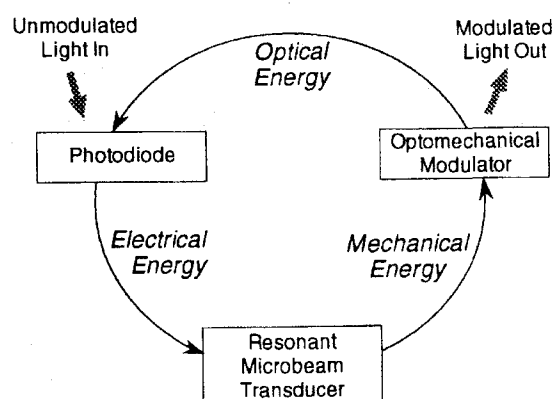 Unmodulated
Light In
Modulated
Light Out
Optical
Energy
Photodiode
Optomechanical
Modulator
Electrical
Energy
Mechanical
Energy
Resonant
Microbeam
Transducer